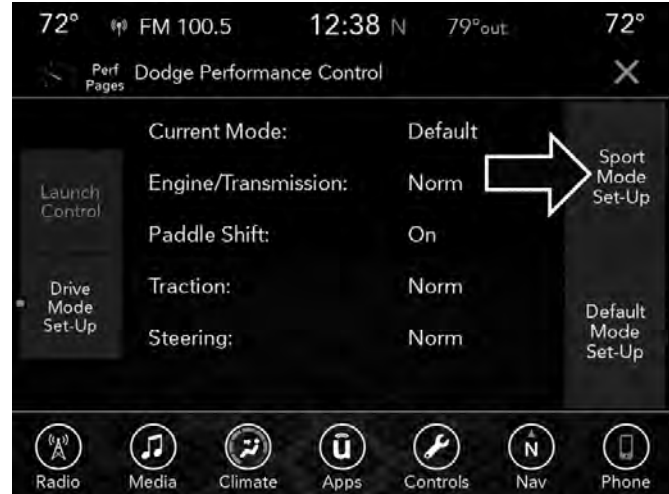 72° FM 100.5 12:38 N 79°out 72°
Perf
Pages
Dodge Performance Control
Current Mode: Default
Engine/Transmission: Norm
Paddle Shift: On
Traction: Norm
Steering: Norm
Launch
Control
Drive
Mode
Set-Up
Sport
Mode
Set-Up
Default
Mode
Set-Up
Radio Media Climate Apps Controls Nav Phone